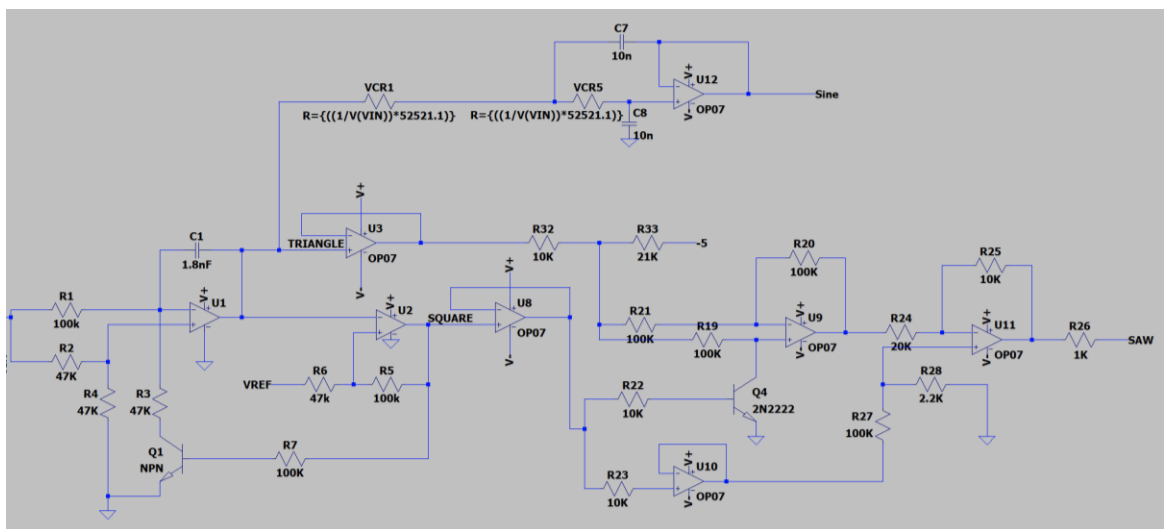 C7
10n
V+
U12
OP07
V-
Sine
VCR1
R={((1/V(VIN))*52521.1)}
VCR5
R={((1/V(VIN))*52521.1)}
C8
10n
V+
U3
OP07
V-
TRIANGLE
C1
1.8nF
R1
100k
R2
47K
R4
47K
R3
47K
V+
U1
V+
U2
SQUARE
V+
U8
OP07
V-
VREF
R6
47k
R5
100k
Q1
NPN
R7
100K
R32
10K
R33
21K
-5
R20
100K
R21
100K
R19
100K
V+
U9
OP07
V-
R22
10K
Q4
2N2222
R23
10K
V+
U10
OP07
V-
R24
20K
R25
10K
V+
U11
OP07
V-
R26
1K
SAW
R28
2.2K
R27
100K